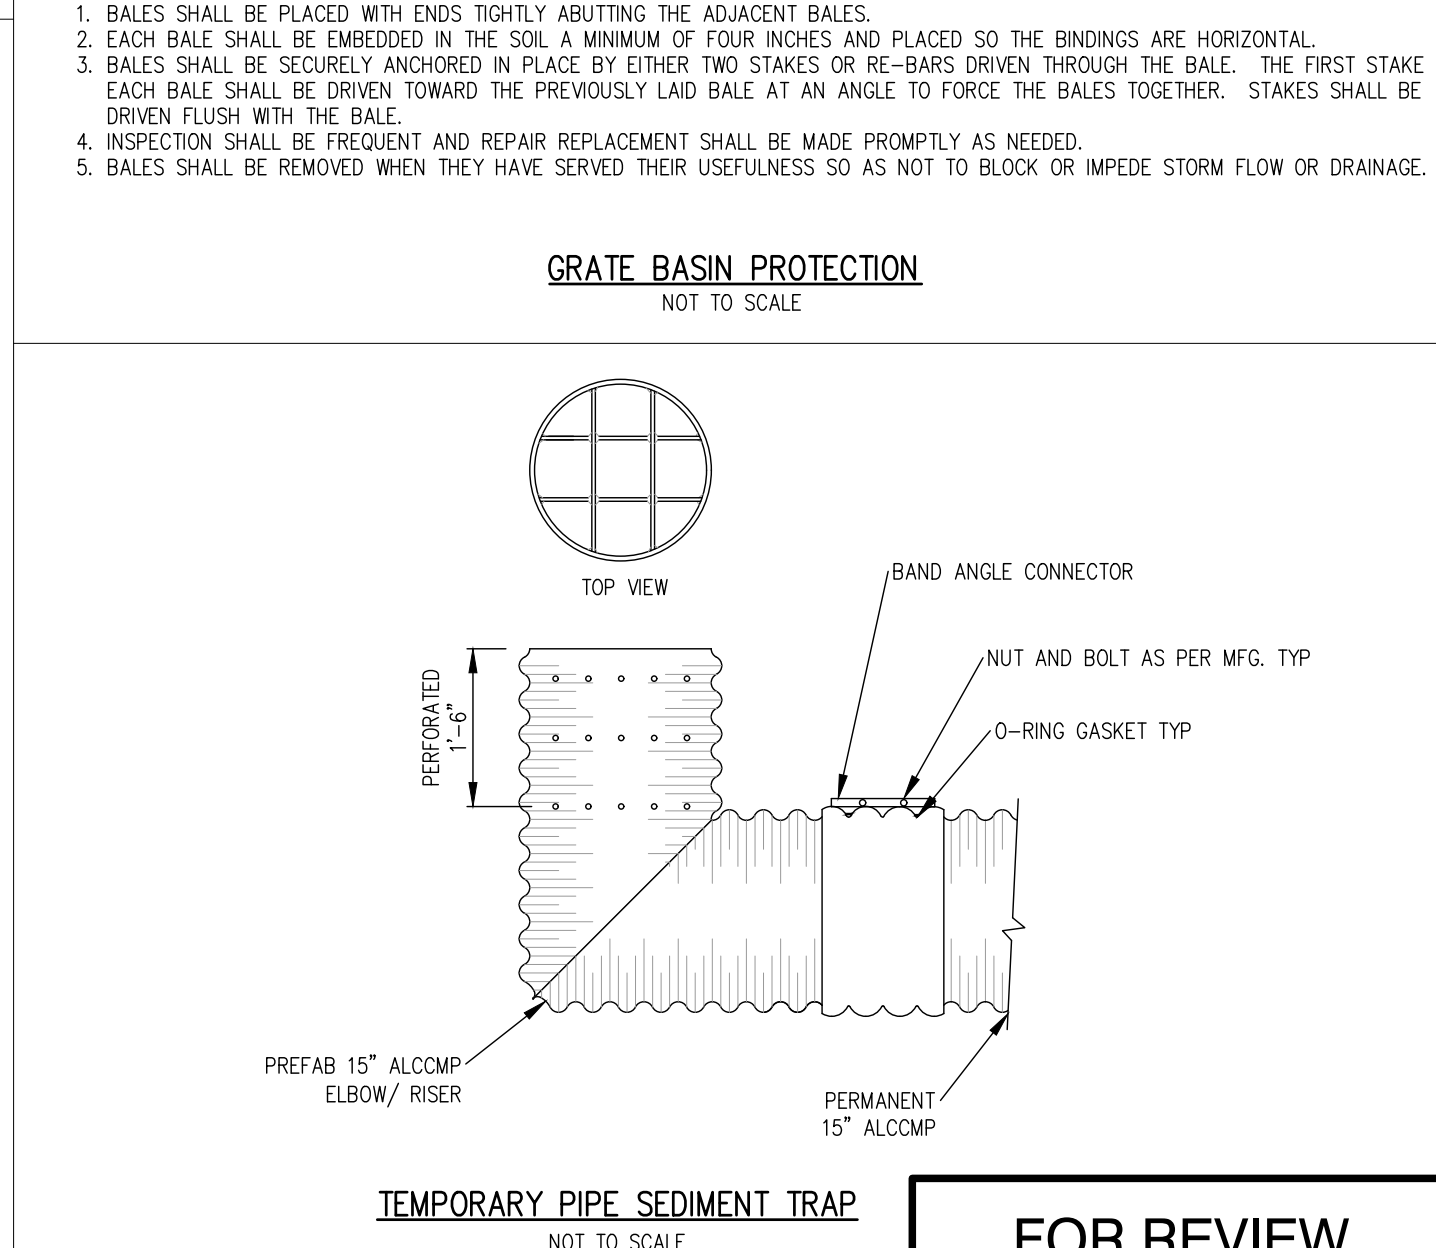 1. BALES SHALL BE PLACED WITH ENDS TIGHTLY ABUTTING THE ADJACENT BALES.
2. EACH BALE SHALL BE EMBEDDED IN THE SOIL A MINIMUM OF FOUR INCHES AND PLACED SO THE BINDINGS ARE HORIZONTAL.
3. BALES SHALL BE SECURELY ANCHORED IN PLACE BY EITHER TWO STAKES OR RE-BARS DRIVEN THROUGH THE BALE. THE FIRST STAKE
EACH BALE SHALL BE DRIVEN TOWARD THE PREVIOUSLY LAID BALE AT AN ANGLE TO FORCE THE BALES TOGETHER. STAKES SHALL BE
DRIVEN FLUSH WITH THE BALE.
4. INSPECTION SHALL BE FREQUENT AND REPAIR REPLACEMENT SHALL BE MADE PROMPTLY AS NEEDED.
5. BALES SHALL BE REMOVED WHEN THEY HAVE SERVED THEIR USEFULNESS SO AS NOT TO BLOCK OR IMPEDE STORM FLOW OR DRAINAGE.
GRATE BASIN PROTECTION
NOT TO SCALE
TOP VIEW
BAND ANGLE CONNECTOR
NUT AND BOLT AS PER MFG. TYP
O-RING GASKET TYP
PERFORATED
1'-6"
PREFAB 15" ALCCMP
ELBOW/ RISER
PERMANENT
15" ALCCMP
TEMPORARY PIPE SEDIMENT TRAP
NOT TO SCALE
FOR REVIEW